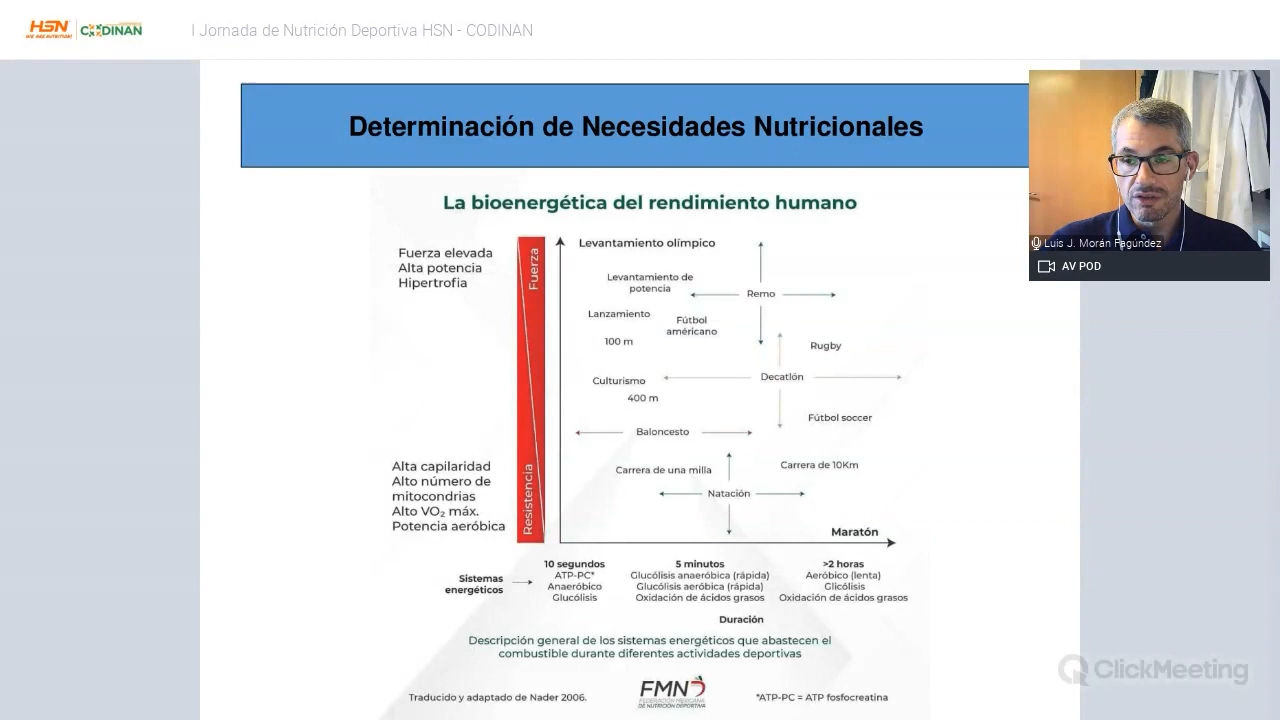 HSN
WE ARE NUTRITION!
CODINAN
I Jornada de Nutrición Deportiva HSN - CODINAN
Determinación de Necesidades Nutricionales
Luis J. Morán Fagúndez
AV POD
La bioenergética del rendimiento humano
Fuerza elevada
Alta potencia
Hipertrofia
Fuerza
Levantamiento olímpico
Levantamiento de
potencia
Remo
Lanzamiento
Fútbol
américano
100 m
Rugby
Culturismo
Decatlón
400 m
Fútbol soccer
Baloncesto
Alta capilaridad
Alto número de
mitocondrias
Alto VO₂ máx.
Potencia aeróbica
Resistencia
Carrera de una milla
Carrera de 10Km
Natación
Maratón
Sistemas
energéticos
10 segundos
ATP-PC*
Anaeróbico
Glucólisis
5 minutos
Glucólisis anaeróbica (rápida)
Glucólisis aeróbica (rápida)
Oxidación de ácidos grasos
>2 horas
Aeróbico (lenta)
Glicólisis
Oxidación de ácidos grasos
Duración
Descripción general de los sistemas energéticos que abastecen el
combustible durante diferentes actividades deportivas
Traducido y adaptado de Nader 2006.
FMND
FEDERACIÓN MEXICANA
DE NUTRICIÓN DEPORTIVA
*ATP-PC = ATP fosfocreatina
ClickMeeting